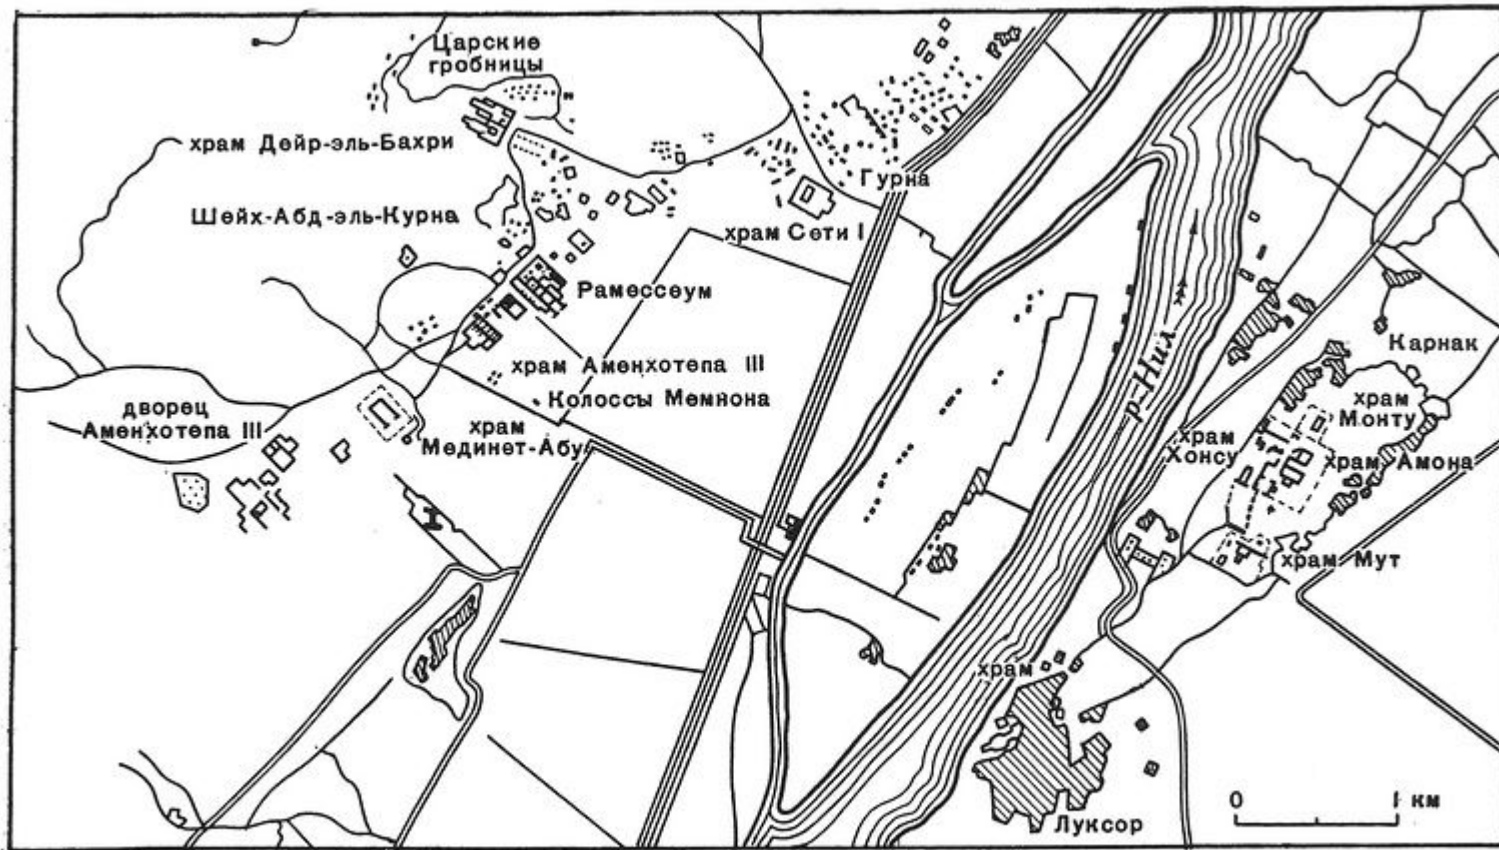 Царские
гробницы
храм Дейр-эль-Бахри
Шейх-Абд-эль-Курна
Гурна
храм Сети I
Рамессеум
храм Аменхотепа III
Колоссы Мемнона
дворец
Аменхотепа III
храм
Мединет-Абу
р. Нил
Карнак
храм
Монту
храм
Хонсу
храм Амона
храм Мут
храм
Луксор
0 1 км